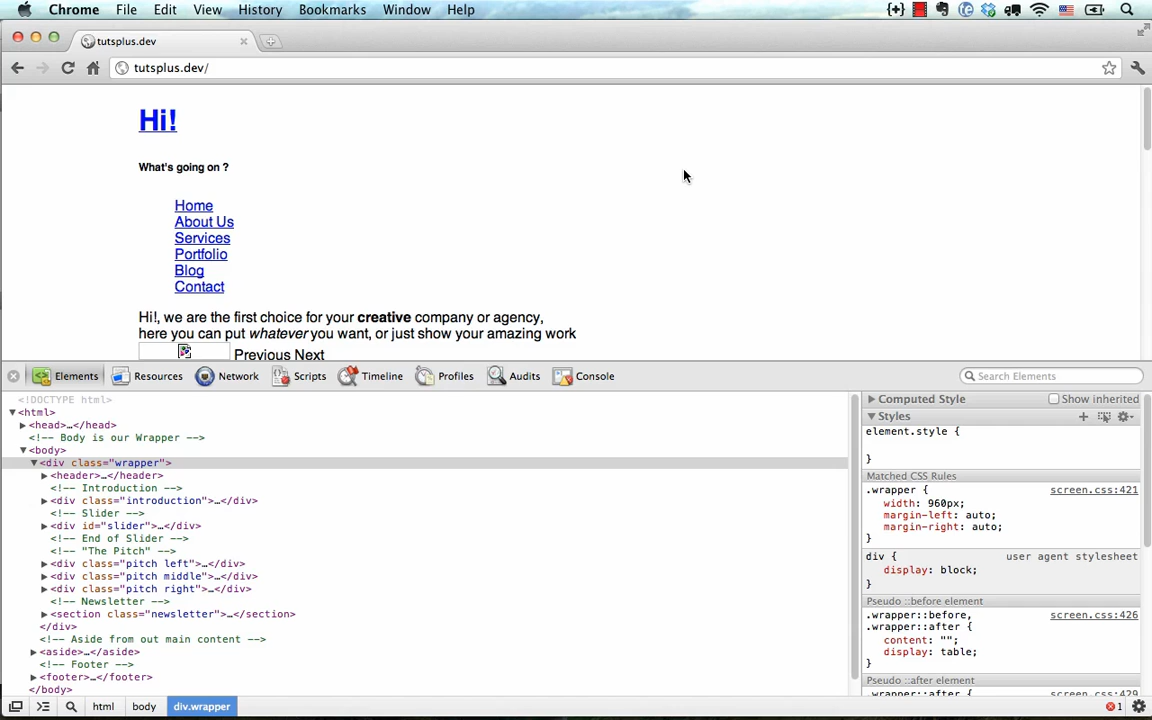 Chrome File Edit View History Bookmarks Window Help
tutsplus.dev
tutsplus.dev/
Hi!
What's going on ?
Home
About Us
Services
Portfolio
Blog
Contact
Hi!, we are the first choice for your creative company or agency,
here you can put whatever you want, or just show your amazing work
Previous Next
Elements Resources Network Scripts Timeline Profiles Audits Console Search Elements
<!DOCTYPE html>
▼<html>
▶<head>…</head>
<!-- Body is our Wrapper -->
▼<body>
▼<div class="wrapper">
▶<header>…</header>
<!-- Introduction -->
▶<div class="introduction">…</div>
<!-- Slider -->
▶<div id="slider">…</div>
<!-- End of Slider -->
<!-- "The Pitch" -->
▶<div class="pitch left">…</div>
▶<div class="pitch middle">…</div>
▶<div class="pitch right">…</div>
<!-- Newsletter -->
▶<section class="newsletter">…</section>
</div>
<!-- Aside from out main content -->
▶<aside>…</aside>
<!-- Footer -->
▶<footer>…</footer>
</body>
▶ Computed Style Show inherited
▼ Styles
element.style {
}
Matched CSS Rules
.wrapper { screen.css:421
width: 960px;
margin-left: auto;
margin-right: auto;
}
div { user agent stylesheet
display: block;
}
Pseudo ::before element
.wrapper::before, screen.css:426
.wrapper::after {
content: "";
display: table;
}
Pseudo ::after element
.wrapper::after { screen.css:429
html body div.wrapper 1